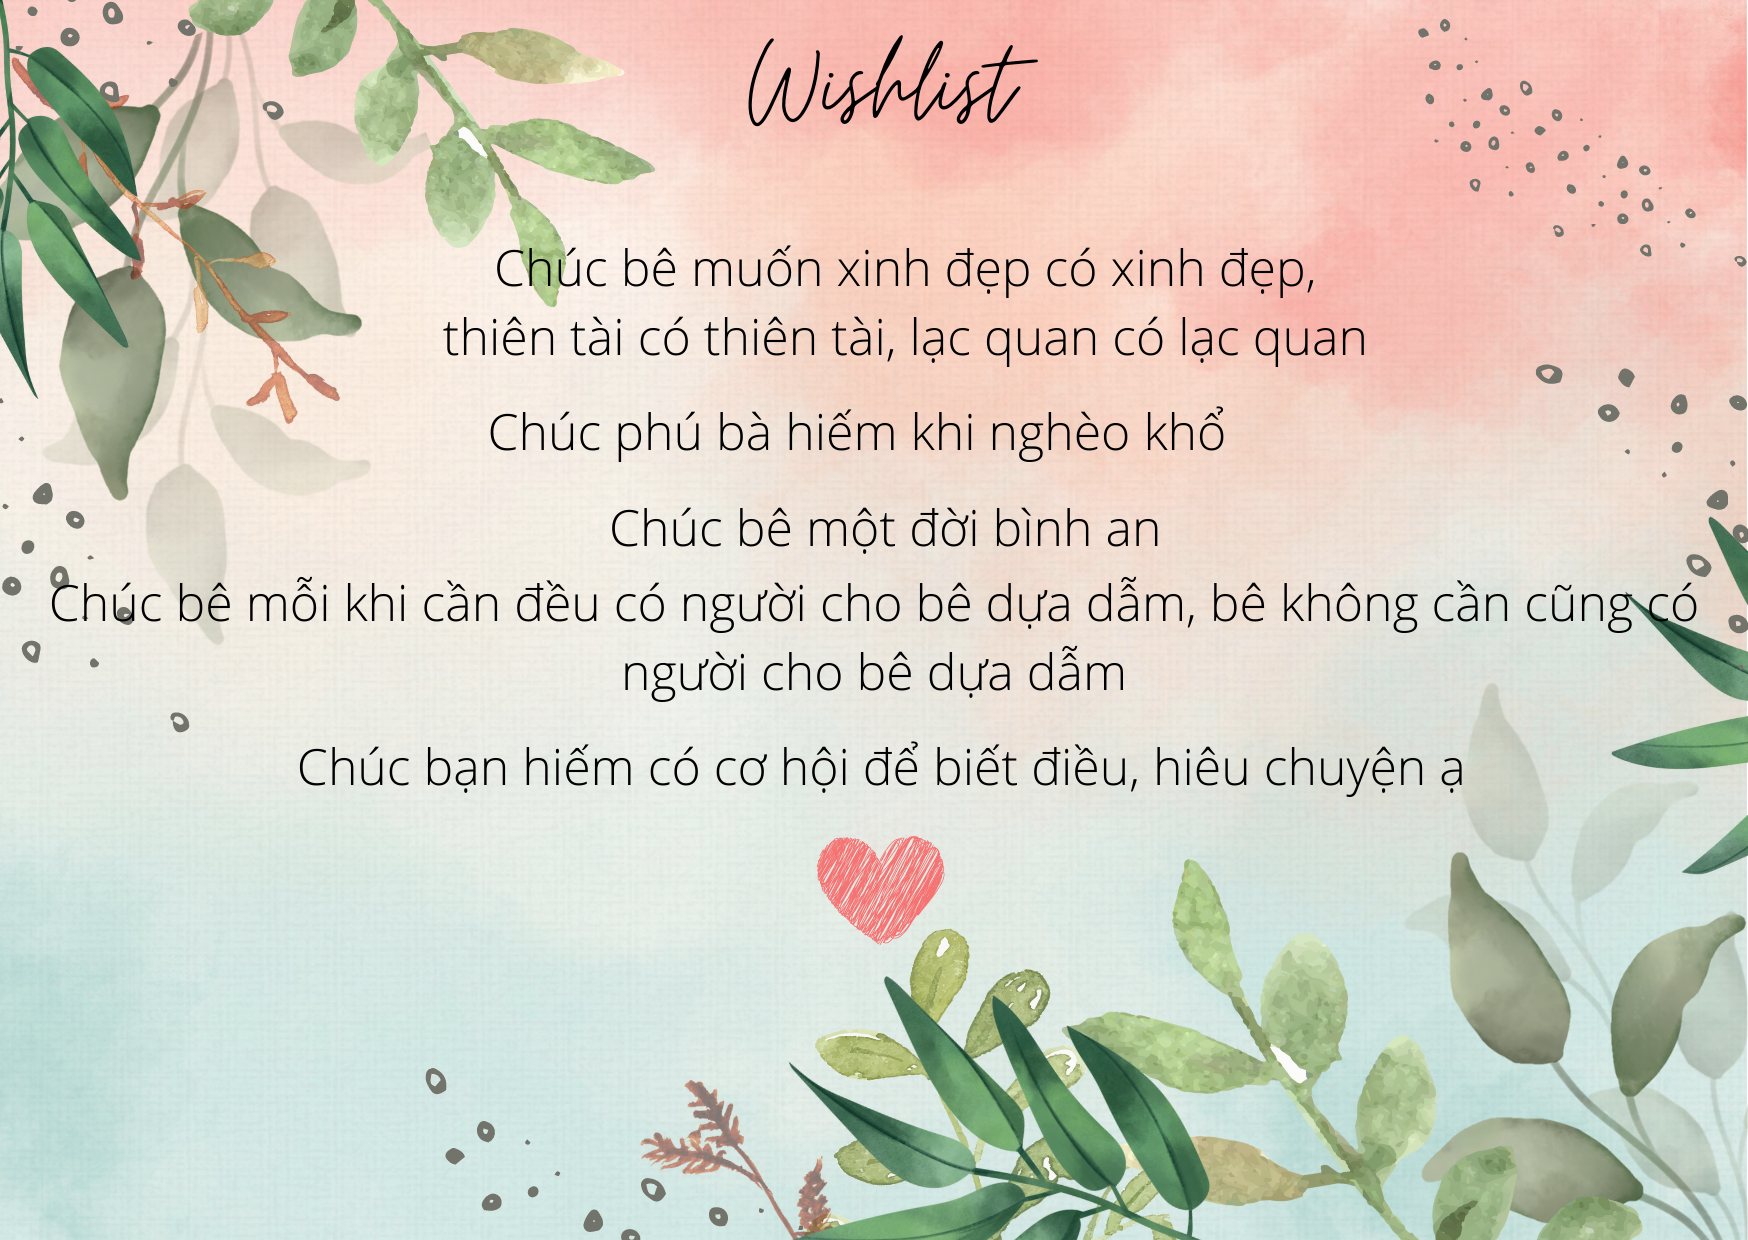 Wishlist
Chúc bê muốn xinh đẹp có xinh đẹp,
thiên tài có thiên tài, lạc quan có lạc quan
Chúc phú bà hiếm khi nghèo khổ
Chúc bê một đời bình an
Chúc bê mỗi khi cần đều có người cho bê dựa dẫm, bê không cần cũng có
người cho bê dựa dẫm
Chúc bạn hiếm có cơ hội để biết điều, hiêu chuyện ạ